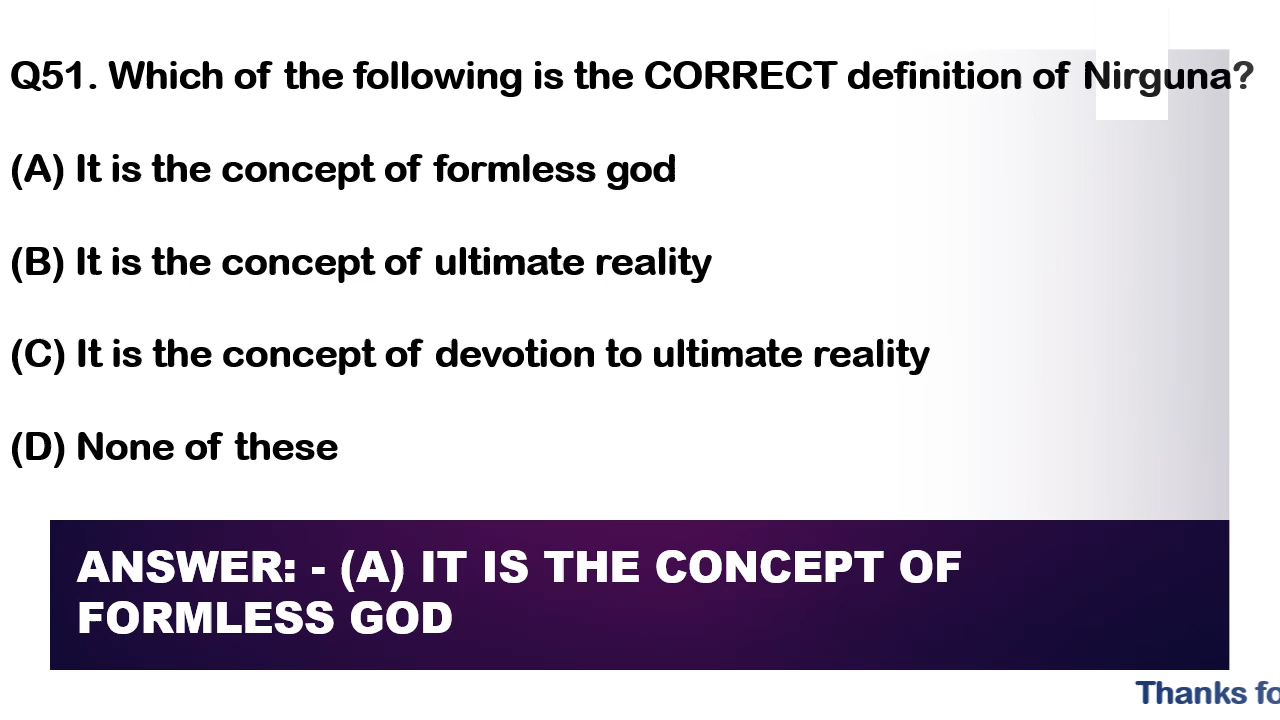 Q51. Which of the following is the CORRECT definition of Nirguna?
(A) It is the concept of formless god
(B) It is the concept of ultimate reality
(C) It is the concept of devotion to ultimate reality
(D) None of these
ANSWER: - (A) IT IS THE CONCEPT OF
FORMLESS GOD
Thanks fo